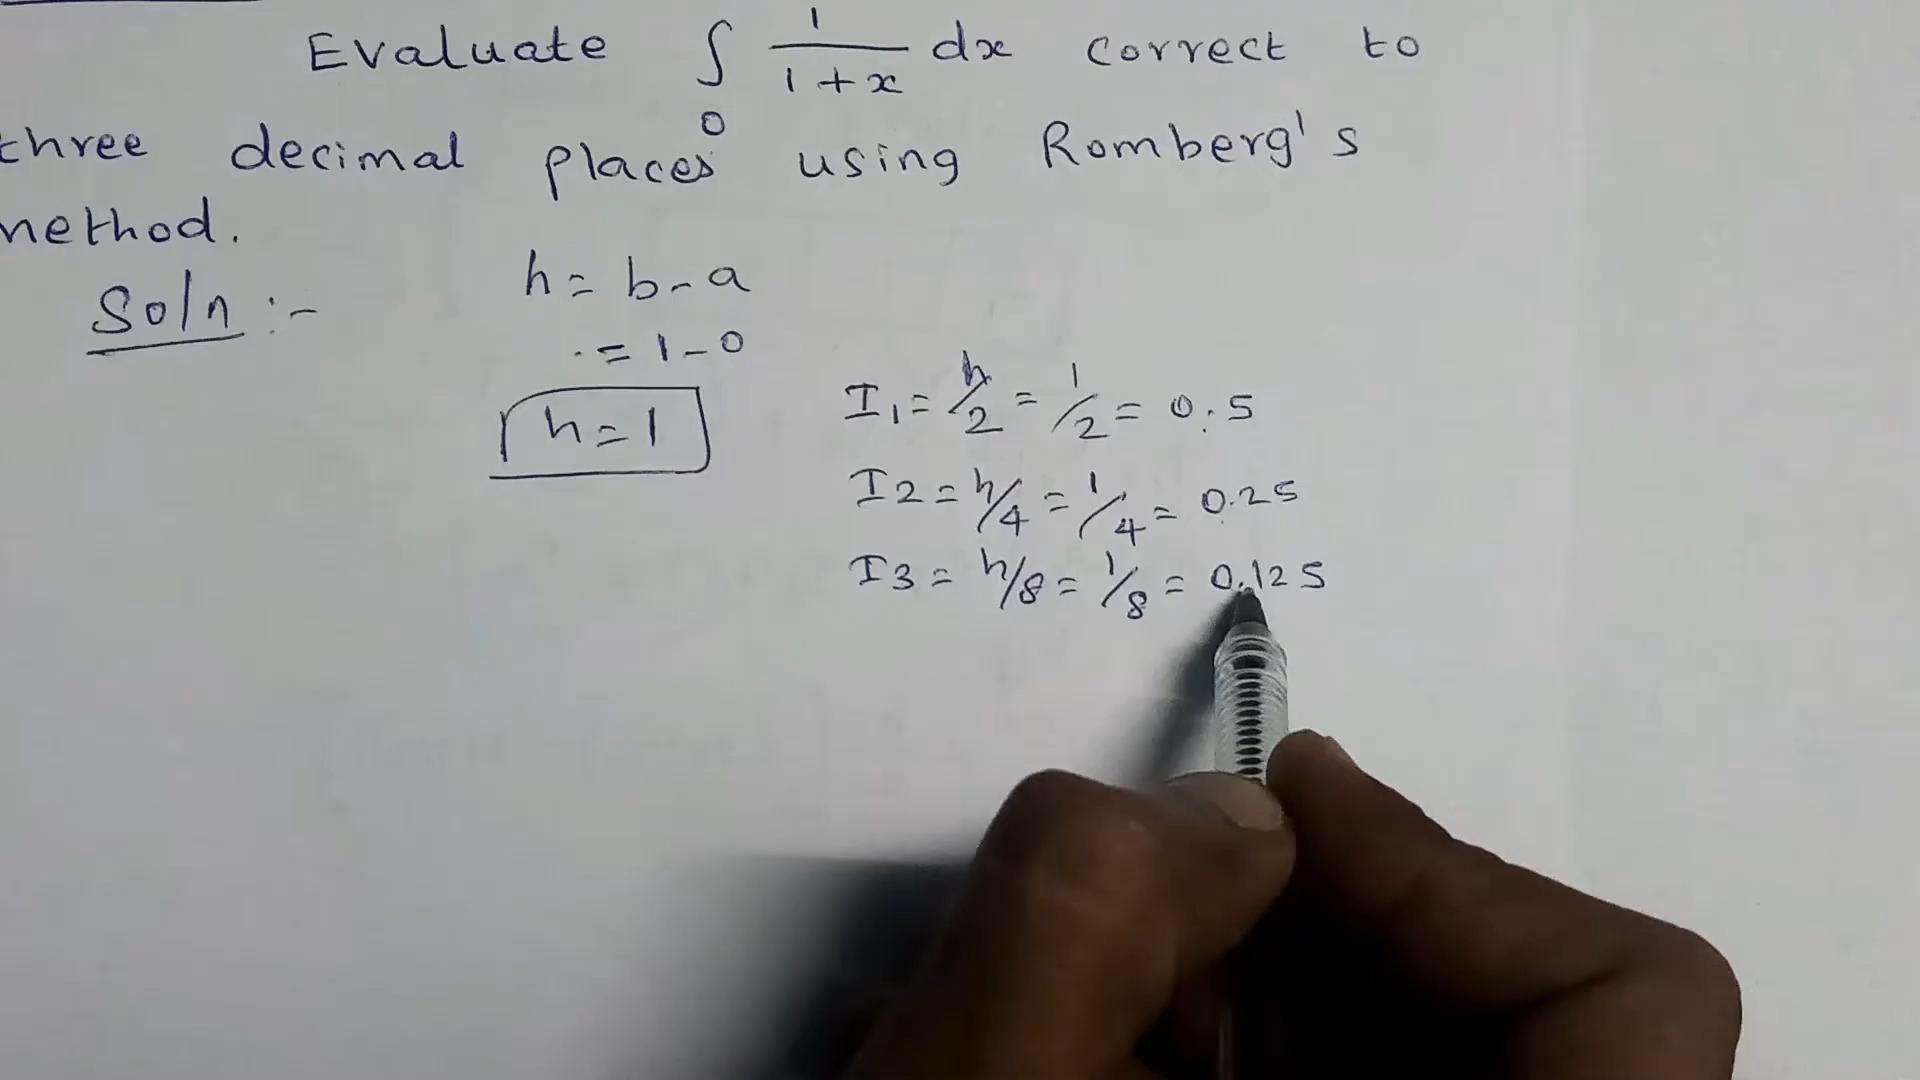 Evaluate ∫₀ 1/(1+x) dx correct to
three decimal places using Romberg's
method.
Soln :-
h = b - a
= 1 - 0
h = 1
I1 = h/2 = 1/2 = 0.5
I2 = h/4 = 1/4 = 0.25
I3 = h/8 = 1/8 = 0.125